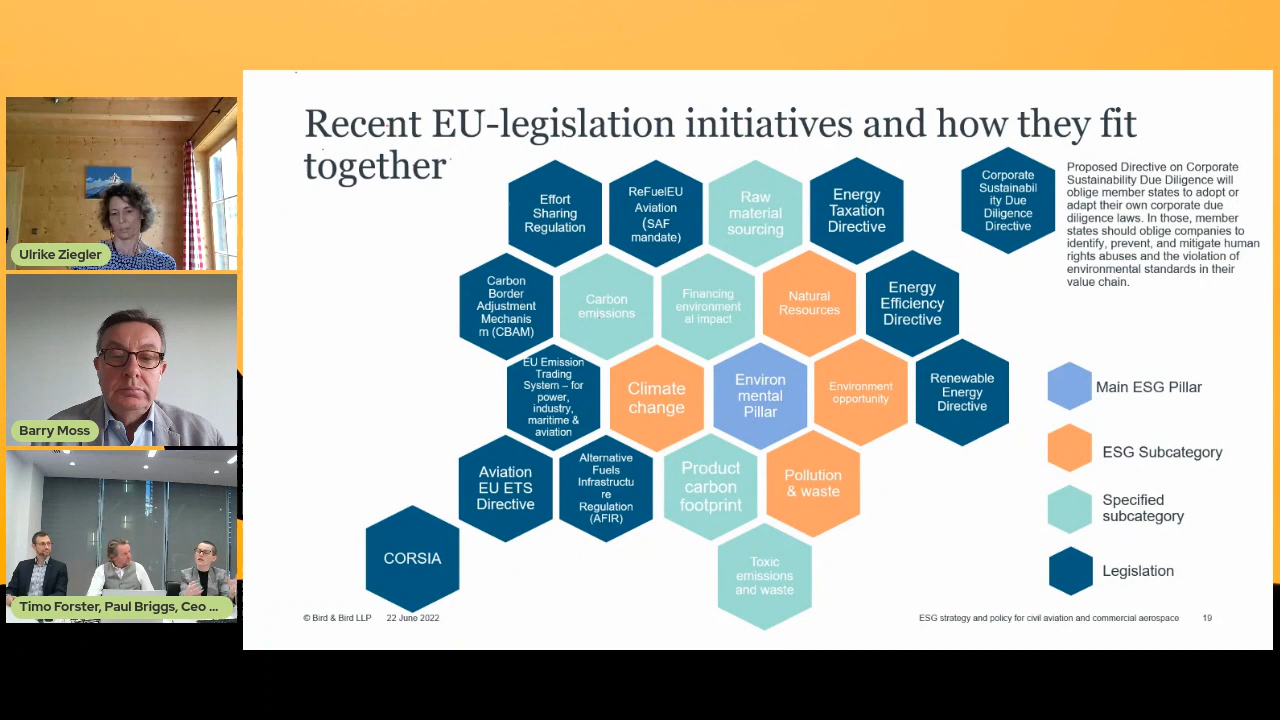 Recent EU-legislation initiatives and how they fit
together
Effort
Sharing
Regulation
ReFuelEU
Aviation
(SAF
mandate)
Raw
material
sourcing
Energy
Taxation
Directive
Corporate
Sustainabil
ity Due
Diligence
Directive
Proposed Directive on Corporate
Sustainability Due Diligence will
oblige member states to adopt or
adapt their own corporate due
diligence laws. In those, member
states should oblige companies to
identify, prevent, and mitigate human
rights abuses and the violation of
environmental standards in their
value chain.
Carbon
Border
Adjustment
Mechanis
m (CBAM)
Carbon
emissions
Financing
environment
al impact
Natural
Resources
Energy
Efficiency
Directive
EU Emission
Trading
System – for
power,
industry,
maritime &
aviation
Climate
change
Environ
mental
Pillar
Environment
opportunity
Renewable
Energy
Directive
Aviation
EU ETS
Directive
Alternative
Fuels
Infrastructu
re
Regulation
(AFIR)
Product
carbon
footprint
Pollution
& waste
CORSIA
Toxic
emissions
and waste
Main ESG Pillar
ESG Subcategory
Specified
subcategory
Legislation
© Bird & Bird LLP 22 June 2022
ESG strategy and policy for civil aviation and commercial aerospace 19
Ulrike Ziegler
Barry Moss
Timo Forster, Paul Briggs, Ceo ...